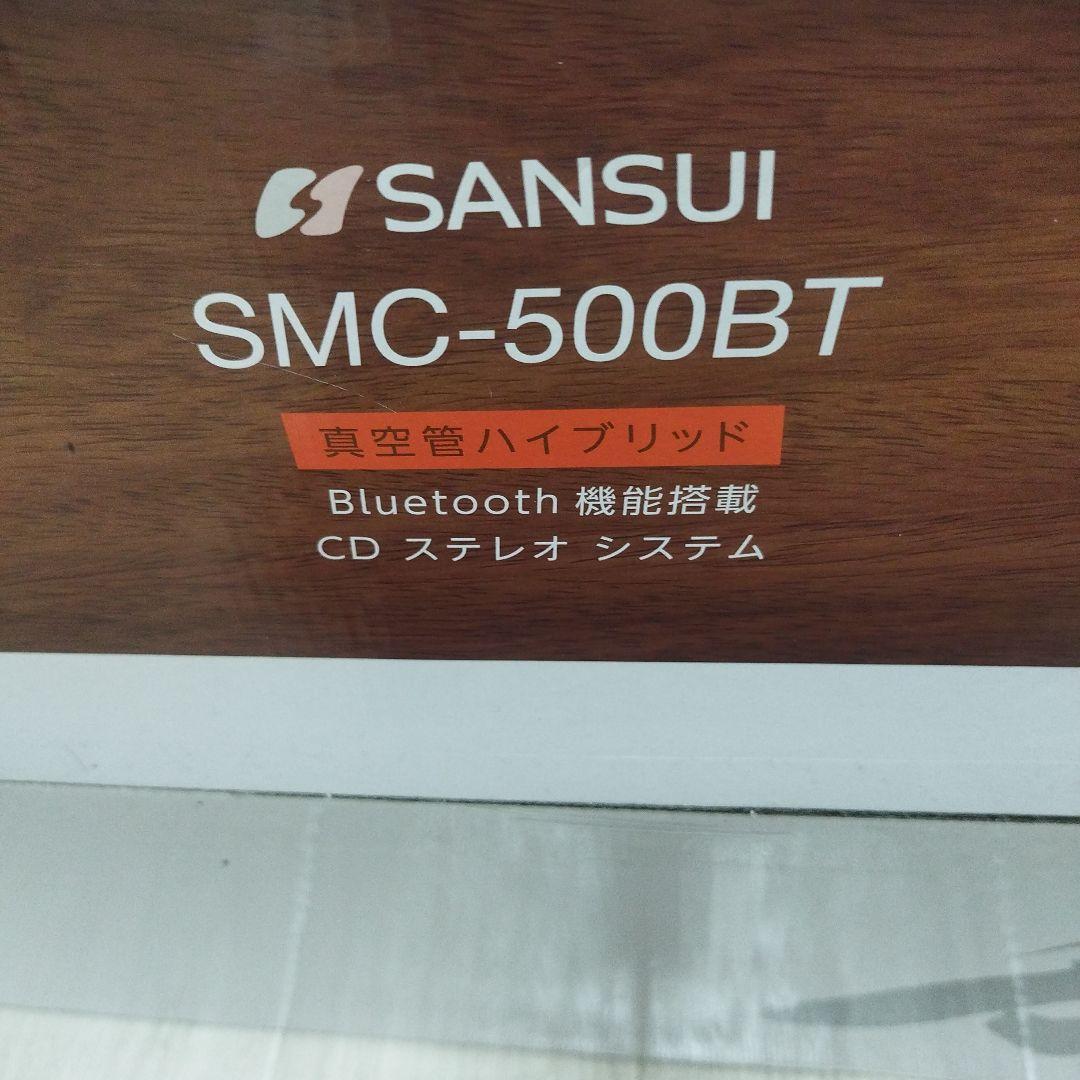 SANSUI
SMC-500BT
真空管ハイブリッド
Bluetooth 機能搭載
CD ステレオ システム